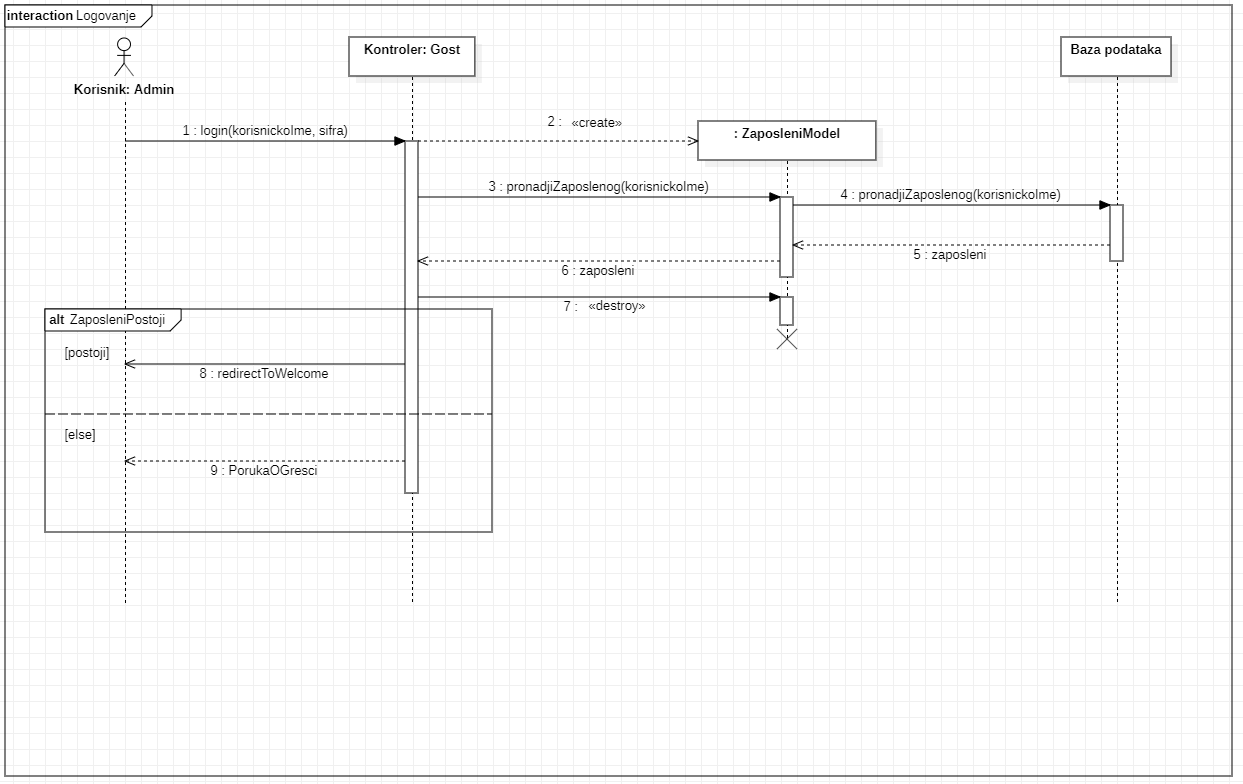 interaction Logovanje
Korisnik: Admin
Kontroler: Gost
Baza podataka
1 : login(korisnickoIme, sifra)
2 : «create»
: ZaposleniModel
3 : pronadjiZaposlenog(korisnickoIme)
4 : pronadjiZaposlenog(korisnickoIme)
5 : zaposleni
6 : zaposleni
7 : «destroy»
alt ZaposleniPostoji
[postoji]
8 : redirectToWelcome
[else]
9 : PorukaOGresci